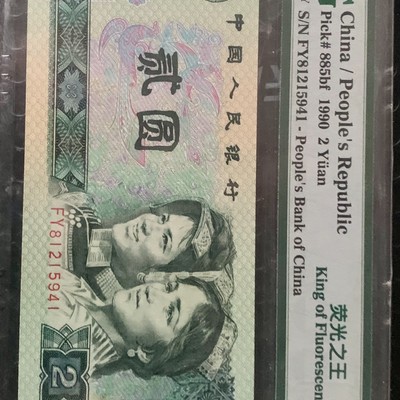 China / People's Republic
Pick# 885bf 1990 2 Yüan
S/N FY81215941 - People's Bank of China
荧光之王
King of Fluorescen
中国人民银行
贰圆
FY81215941
2